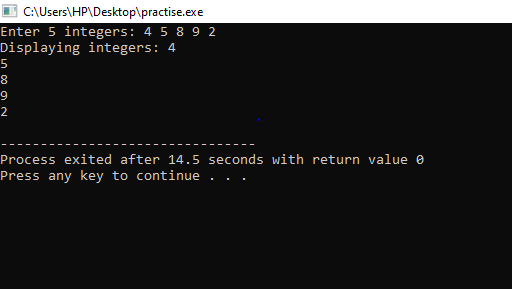 C:\Users\HP\Desktop\practise.exe
Enter 5 integers: 4 5 8 9 2
Displaying integers: 4
5
8
9
2
--------------------------------
Process exited after 14.5 seconds with return value 0
Press any key to continue . . .